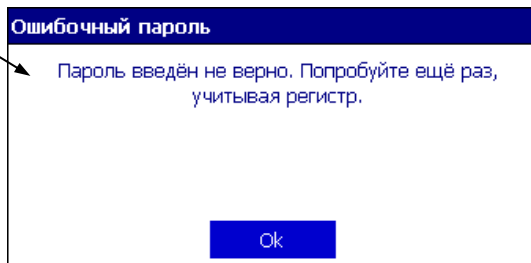 Ошибочный пароль
Пароль введён не верно. Попробуйте ещё раз,
учитывая регистр.
Ok